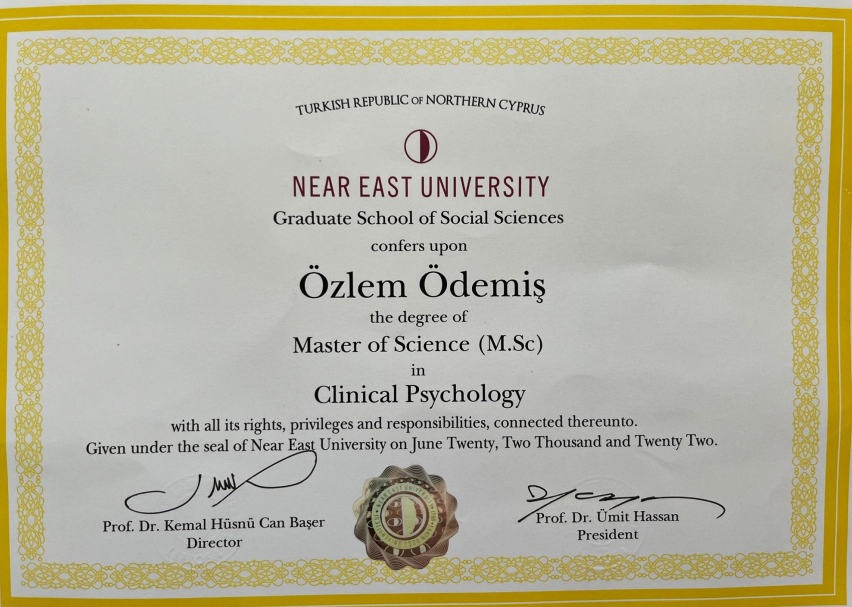 TURKISH REPUBLIC OF NORTHERN CYPRUS
NEAR EAST UNIVERSITY
Graduate School of Social Sciences
confers upon
Özlem Ödemiş
the degree of
Master of Science (M.Sc)
in
Clinical Psychology
with all its rights, privileges and responsibilities, connected thereunto.
Given under the seal of Near East University on June Twenty, Two Thousand and Twenty Two.
Prof. Dr. Kemal Hüsnü Can Başer
Director
Prof. Dr. Ümit Hassan
President